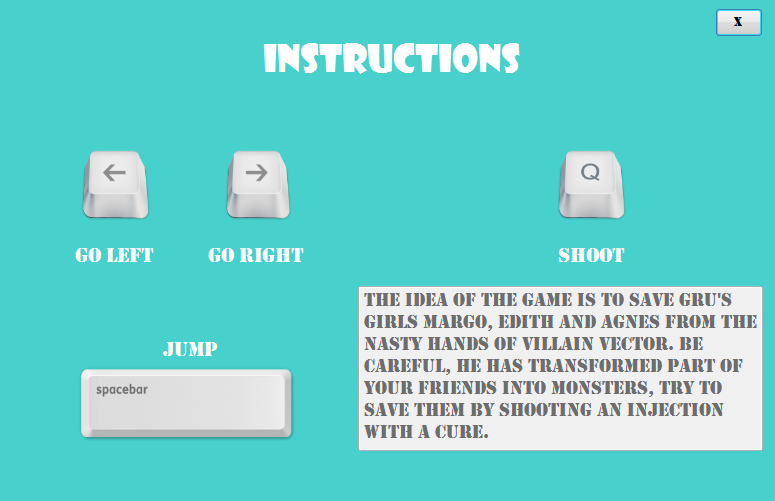 X
INSTRUCTIONS
← →
Q
GO LEFT GO RIGHT
SHOOT
JUMP
spacebar
THE IDEA OF THE GAME IS TO SAVE GRU'S
GIRLS MARGO, EDITH AND AGNES FROM THE
NASTY HANDS OF VILLAIN VECTOR. BE
CAREFUL, HE HAS TRANSFORMED PART OF
YOUR FRIENDS INTO MONSTERS, TRY TO
SAVE THEM BY SHOOTING AN INJECTION
WITH A CURE.